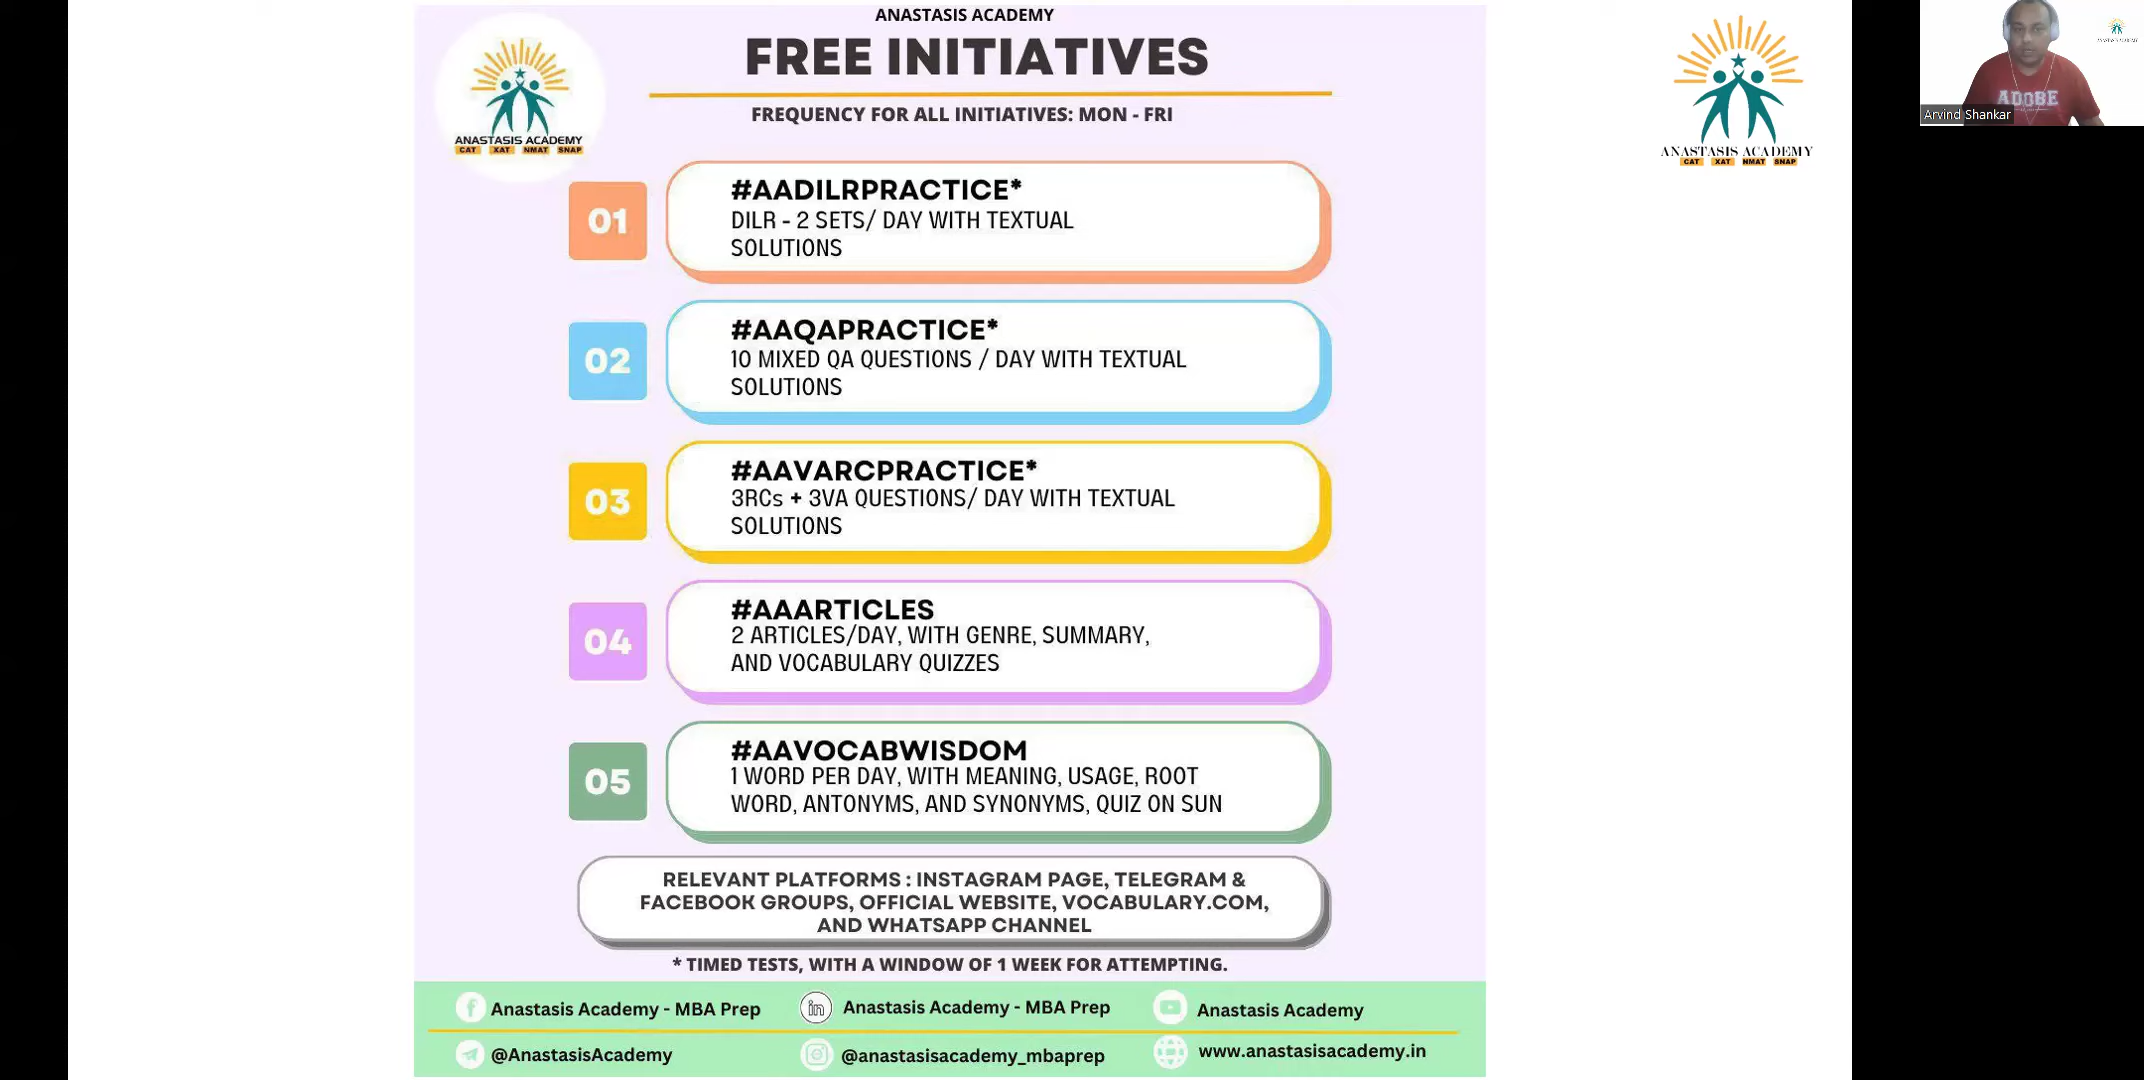 ANASTASIS ACADEMY
FREE INITIATIVES
FREQUENCY FOR ALL INITIATIVES: MON - FRI
ANASTASIS ACADEMY
CAT XAT NMAT SNAP
01
#AADILRPRACTICE*
DILR - 2 SETS/ DAY WITH TEXTUAL
SOLUTIONS
02
#AAQAPRACTICE*
10 MIXED QA QUESTIONS / DAY WITH TEXTUAL
SOLUTIONS
03
#AAVARCPRACTICE*
3RCs + 3VA QUESTIONS/ DAY WITH TEXTUAL
SOLUTIONS
04
#AAARTICLES
2 ARTICLES/DAY, WITH GENRE, SUMMARY,
AND VOCABULARY QUIZZES
05
#AAVOCABWISDOM
1 WORD PER DAY, WITH MEANING, USAGE, ROOT
WORD, ANTONYMS, AND SYNONYMS, QUIZ ON SUN
RELEVANT PLATFORMS : INSTAGRAM PAGE, TELEGRAM &
FACEBOOK GROUPS, OFFICIAL WEBSITE, VOCABULARY.COM,
AND WHATSAPP CHANNEL
* TIMED TESTS, WITH A WINDOW OF 1 WEEK FOR ATTEMPTING.
Anastasis Academy - MBA Prep
Anastasis Academy - MBA Prep
Anastasis Academy
@AnastasisAcademy
@anastasisacademy_mbaprep
www.anastasisacademy.in
ANASTASIS ACADEMY
CAT XAT NMAT SNAP
ADOBE
Arvind Shankar